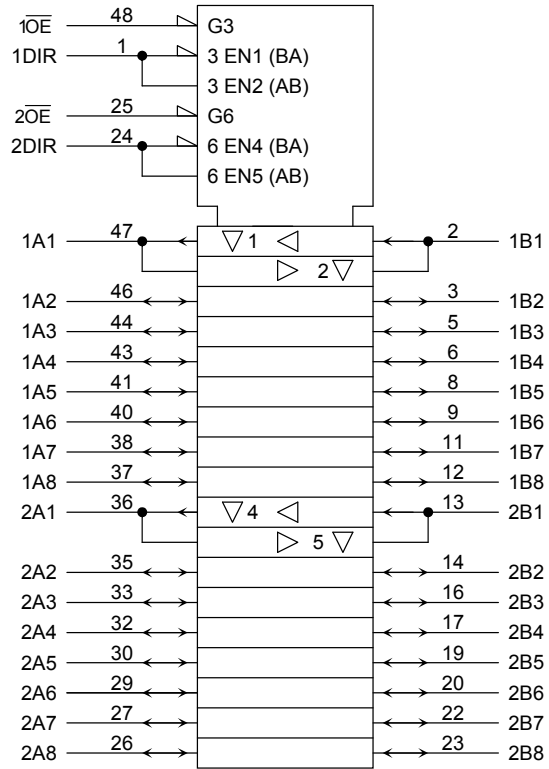 1O̅E̅ 48 G3
1DIR 1 3 EN1 (BA)
3 EN2 (AB)
2O̅E̅ 25 G6
2DIR 24 6 EN4 (BA)
6 EN5 (AB)
1A1 47 1 2 1B1
2
1A2 46 3 1B2
1A3 44 5 1B3
1A4 43 6 1B4
1A5 41 8 1B5
1A6 40 9 1B6
1A7 38 11 1B7
1A8 37 12 1B8
2A1 36 4 13 2B1
5
2A2 35 14 2B2
2A3 33 16 2B3
2A4 32 17 2B4
2A5 30 19 2B5
2A6 29 20 2B6
2A7 27 22 2B7
2A8 26 23 2B8